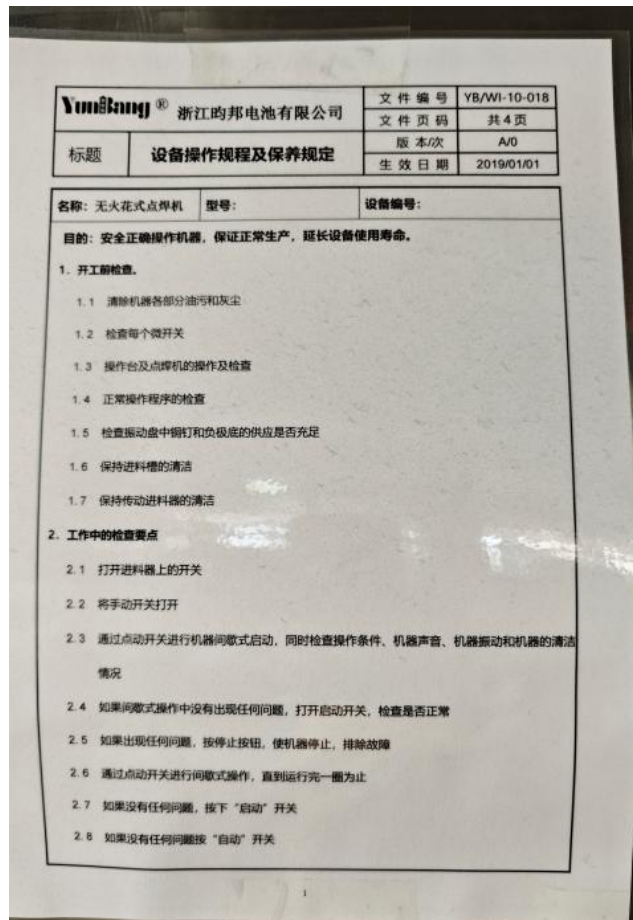 YunBang® 浙江昀邦电池有限公司
文件编号 YB/WI-10-018
文件页码 共4页
标题 设备操作规程及保养规定
版本/次 A/0
生效日期 2019/01/01
名称：无火花式点焊机 型号： 设备编号：
目的：安全正确操作机器，保证正常生产，延长设备使用寿命。
1．开工前检查。
1.1 清除机器各部分油污和灰尘
1.2 检查每个微开关
1.3 操作台及点焊机的操作及检查
1.4 正常操作程序的检查
1.5 检查振动盘中铜钉和负极底的供应是否充足
1.6 保持进料槽的清洁
1.7 保持传动进料器的清洁
2．工作中的检查要点
2.1 打开进料器上的开关
2.2 将手动开关打开
2.3 通过点动开关进行机器间歇式启动，同时检查操作条件、机器声音、机器振动和机器的清洁
情况
2.4 如果间歇式操作中没有出现任何问题，打开启动开关，检查是否正常
2.5 如果出现任何问题，按停止按钮，使机器停止，排除故障
2.6 通过点动开关进行间歇式操作，直到运行完一圈为止
2.7 如果没有任何问题，按下“启动”开关
2.8 如果没有任何问题按“自动”开关
1